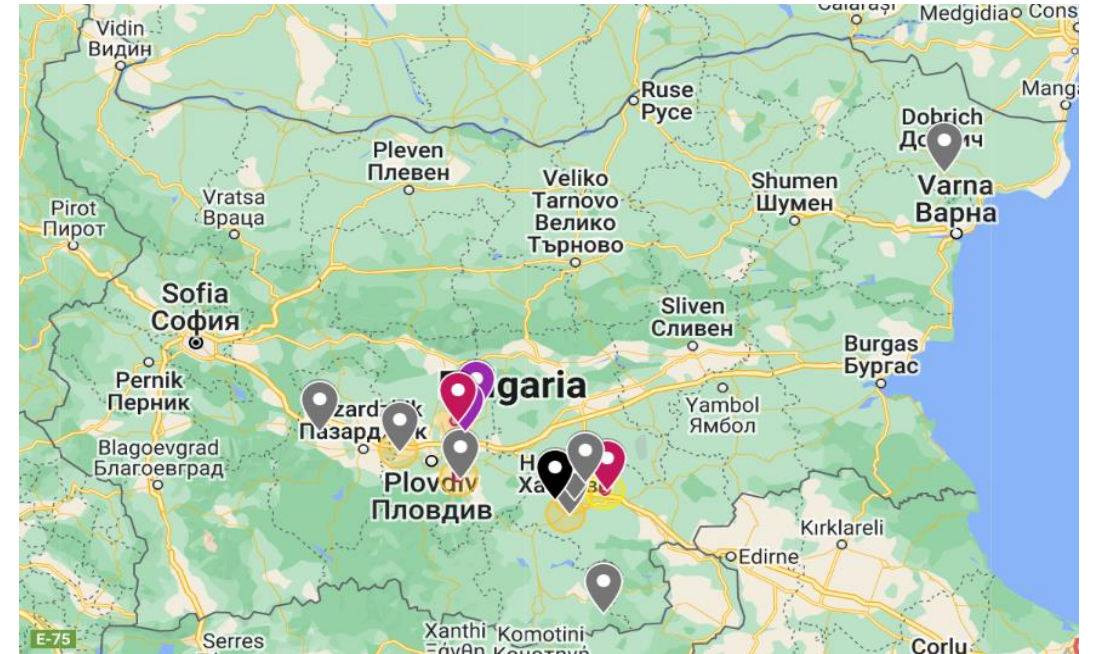 Călărași
Medgidia
Cons
Vidin
Видин
Manga
Ruse
Русе
Dobrich
Pleven
Плевен
Veliko
Tarnovo
Велико
Търново
Shumen
Шумен
Varna
Варна
Vratsa
Враца
Pirot
Пирот
Sofia
София
Sliven
Сливен
Burgas
Бургас
Pernik
Перник
lgaria
Yambol
Ямбол
Blagoevgrad
Благоевград
Plovdiv
Пловдив
Kırklareli
Edirne
E-75
Serres
Xanthi
Komotini
Corlu